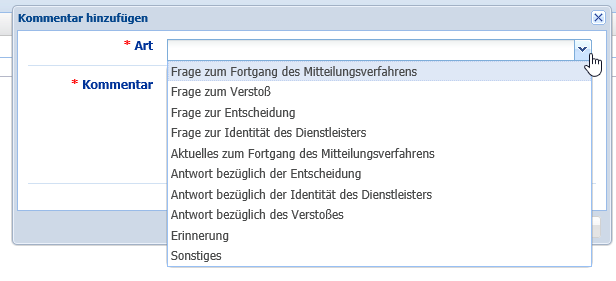 Kommentar hinzufügen
* Art
Frage zum Fortgang des Mitteilungsverfahrens
* Kommentar
Frage zum Verstoß
Frage zur Entscheidung
Frage zur Identität des Dienstleisters
Aktuelles zum Fortgang des Mitteilungsverfahrens
Antwort bezüglich der Entscheidung
Antwort bezüglich der Identität des Dienstleisters
Antwort bezüglich des Verstoßes
Erinnerung
Sonstiges